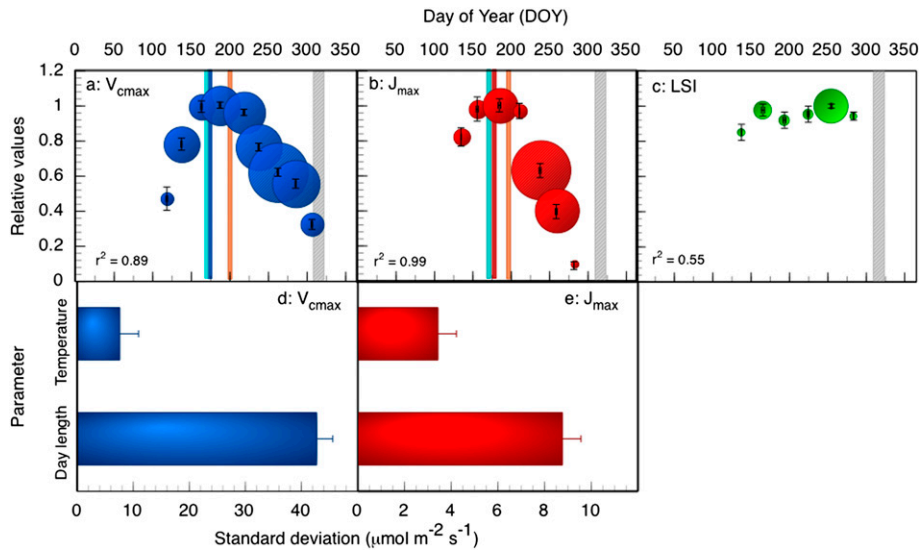 Day of Year (DOY)
0 50 100 150 200 250 300 350 0 50 100 150 200 250 300 350 0 50 100 150 200 250 300 350
Relative values
1.2
1
0.8
0.6
0.4
0.2
0
a: Vcmax
b: Jmax
c: LSI
r² = 0.89
r² = 0.99
r² = 0.55
Parameter
Temperature
Day length
d: Vcmax
e: Jmax
0 10 20 30 40 0 2 4 6 8 10
Standard deviation (μmol m⁻² s⁻¹)